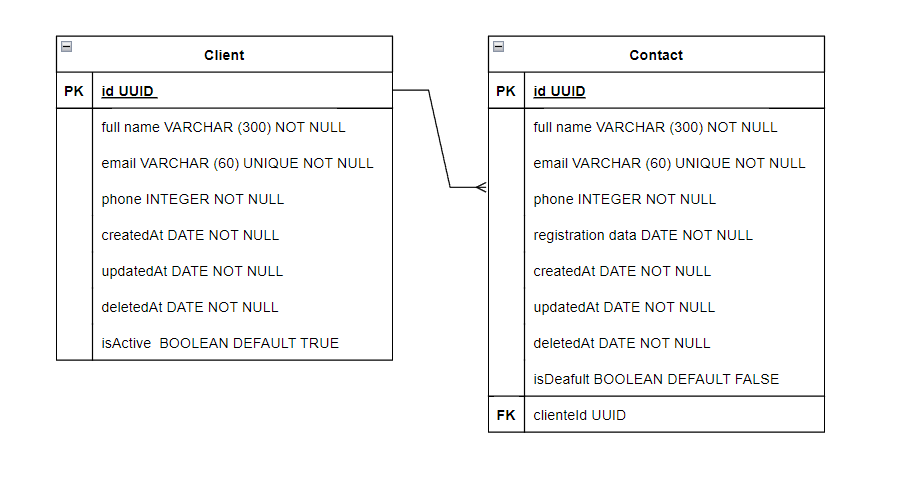 Client
PK id UUID
full name VARCHAR (300) NOT NULL
email VARCHAR (60) UNIQUE NOT NULL
phone INTEGER NOT NULL
createdAt DATE NOT NULL
updatedAt DATE NOT NULL
deletedAt DATE NOT NULL
isActive  BOOLEAN DEFAULT TRUE
Contact
PK id UUID
full name VARCHAR (300) NOT NULL
email VARCHAR (60) UNIQUE NOT NULL
phone INTEGER NOT NULL
registration data DATE NOT NULL
createdAt DATE NOT NULL
updatedAt DATE NOT NULL
deletedAt DATE NOT NULL
isDeafult BOOLEAN DEFAULT FALSE
FK clienteId UUID